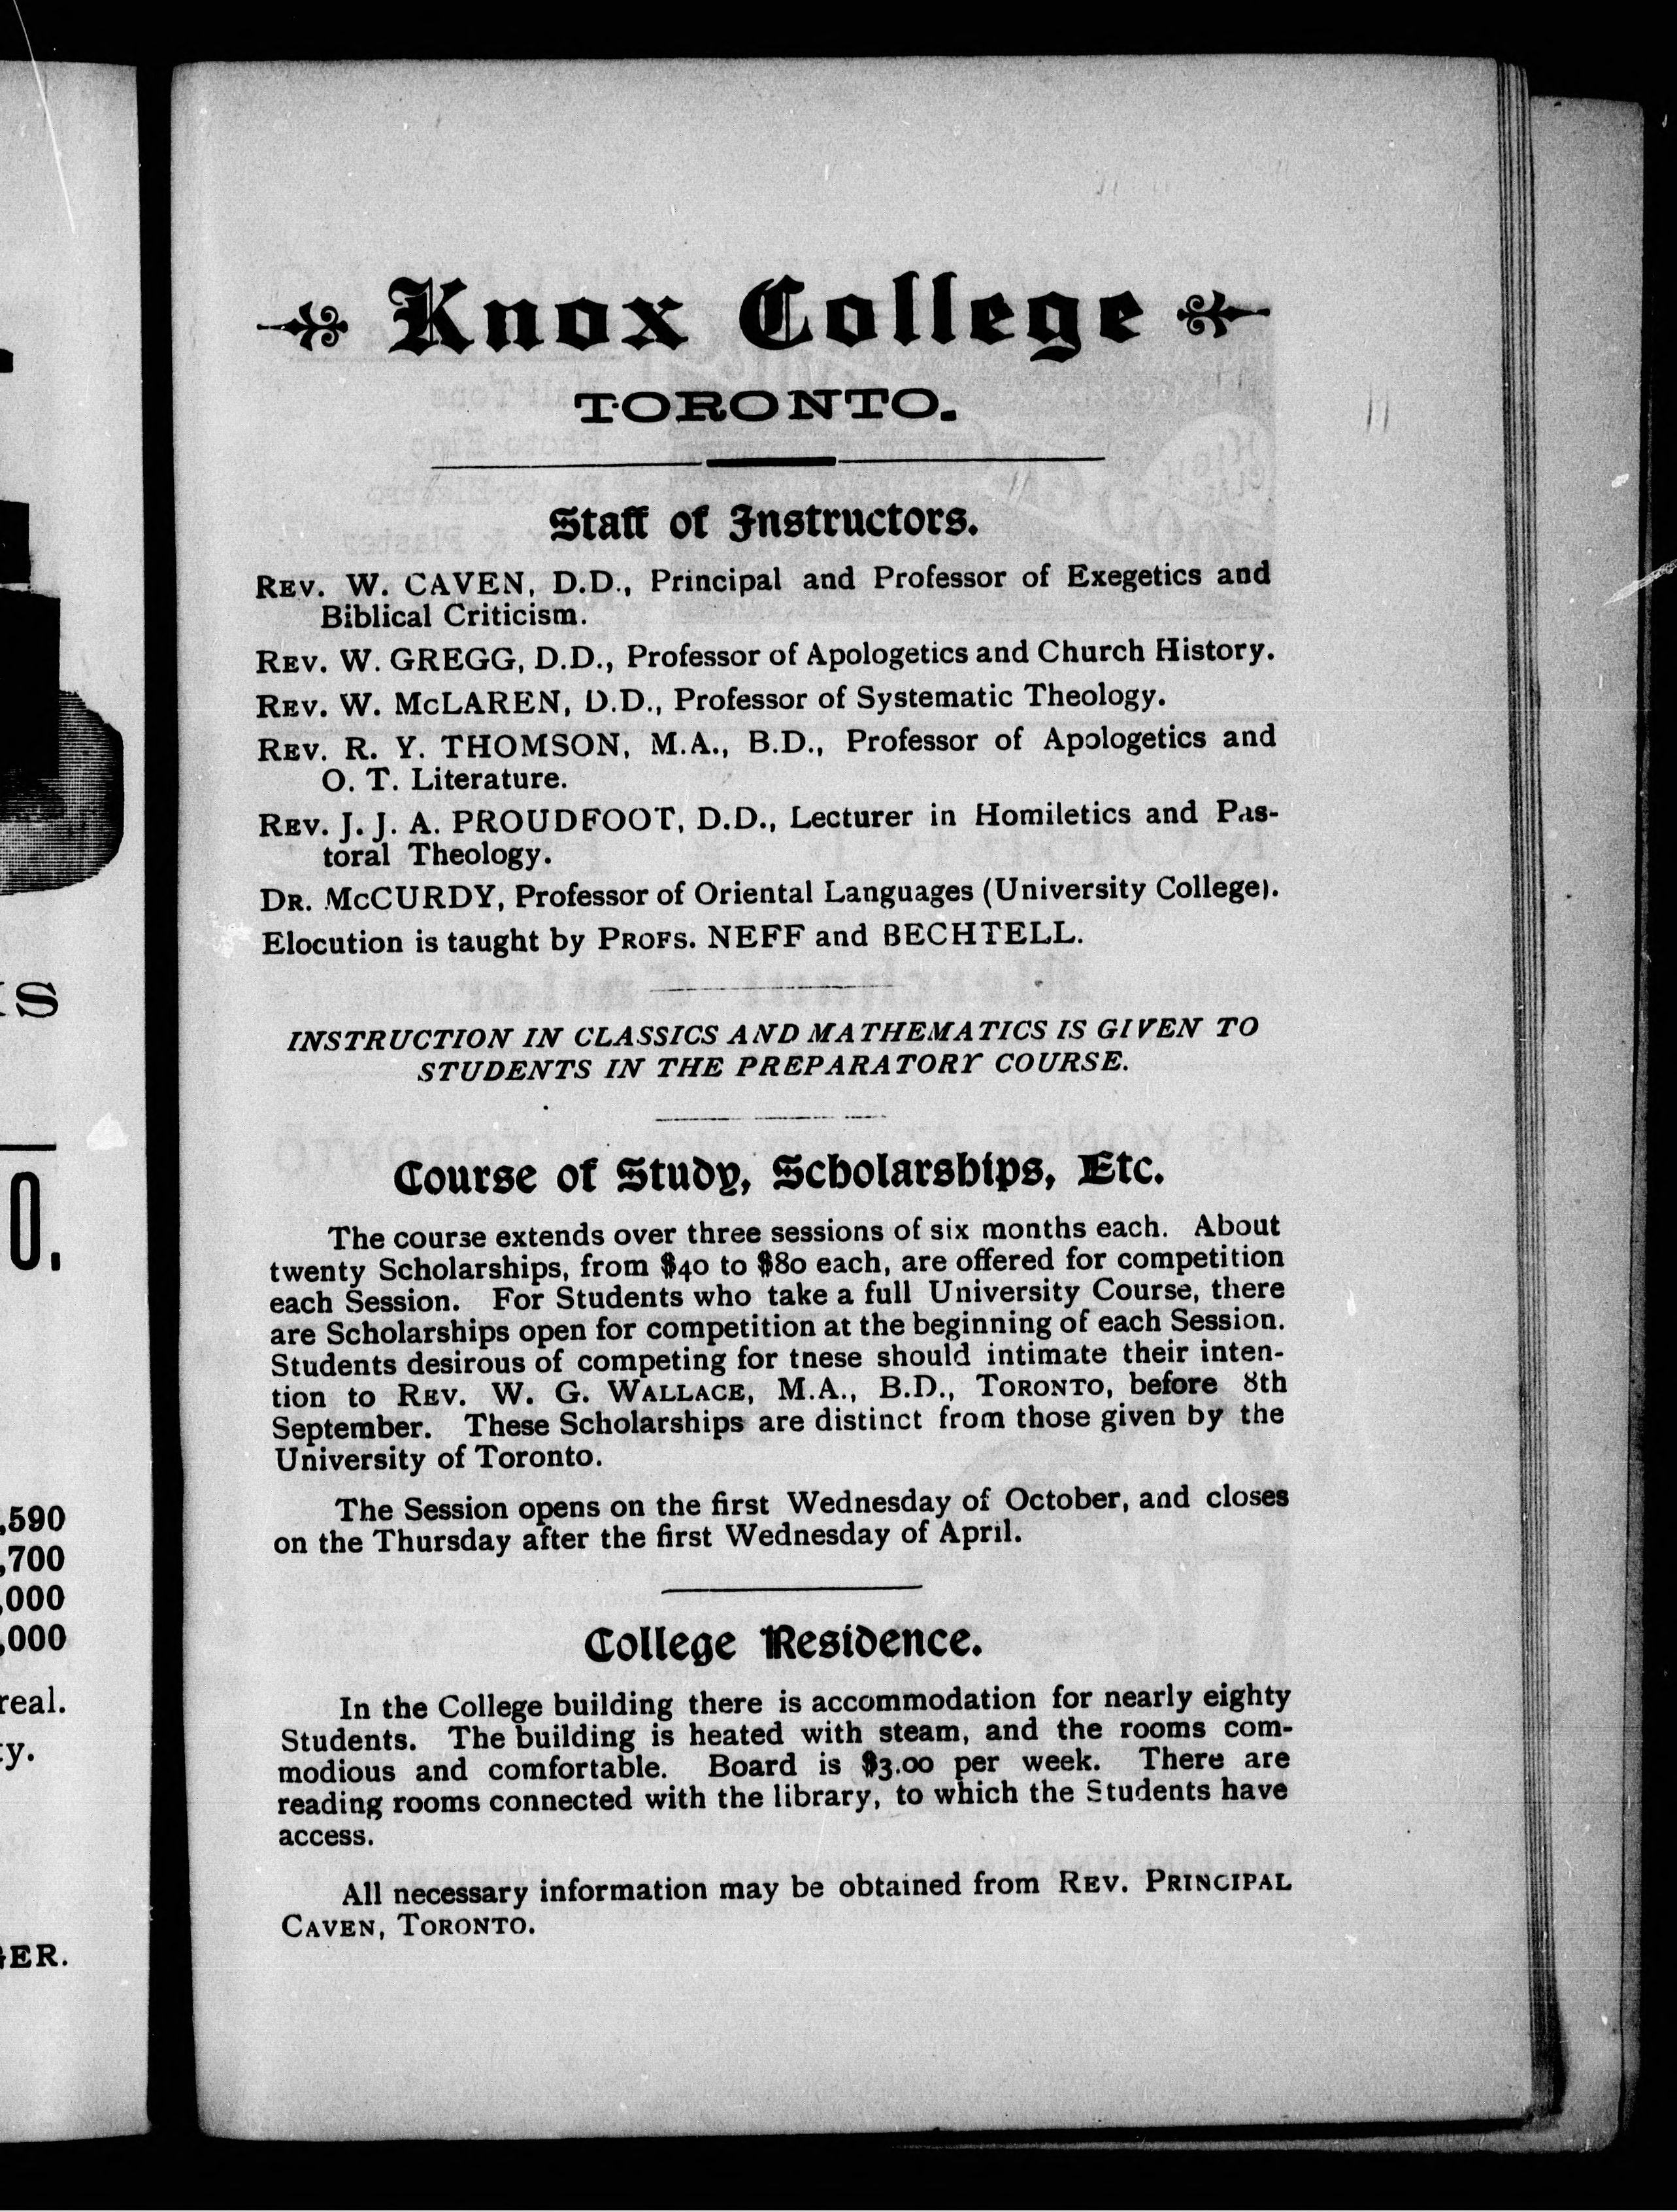 Knox College
TORONTO.
Staff of Instructors.
REV. W. CAVEN, D.D., Principal and Professor of Exegetics and
Biblical Criticism.
REV. W. GREGG, D.D., Professor of Apologetics and Church History.
REV. W. McLAREN, D.D., Professor of Systematic Theology.
REV. R. Y. THOMSON, M.A., B.D., Professor of Apologetics and
O. T. Literature.
REV. J. J. A. PROUDFOOT, D.D., Lecturer in Homiletics and Pas-
toral Theology.
DR. McCURDY, Professor of Oriental Languages (University College).
Elocution is taught by PROFS. NEFF and BECHTELL.
INSTRUCTION IN CLASSICS AND MATHEMATICS IS GIVEN TO
STUDENTS IN THE PREPARATORY COURSE.
Course of Study, Scholarships, Etc.
The course extends over three sessions of six months each. About
twenty Scholarships, from $40 to $80 each, are offered for competition
each Session. For Students who take a full University Course, there
are Scholarships open for competition at the beginning of each Session.
Students desirous of competing for tnese should intimate their inten-
tion to REV. W. G. WALLACE, M.A., B.D., TORONTO, before 8th
September. These Scholarships are distinct from those given by the
University of Toronto.
The Session opens on the first Wednesday of October, and closes
on the Thursday after the first Wednesday of April.
College Residence.
In the College building there is accommodation for nearly eighty
Students. The building is heated with steam, and the rooms com-
modious and comfortable. Board is $3.00 per week. There are
reading rooms connected with the library, to which the Students have
access.
All necessary information may be obtained from REV. PRINCIPAL
CAVEN, TORONTO.
S
O.
,590
,700
,000
,000
real.
y.
GER.